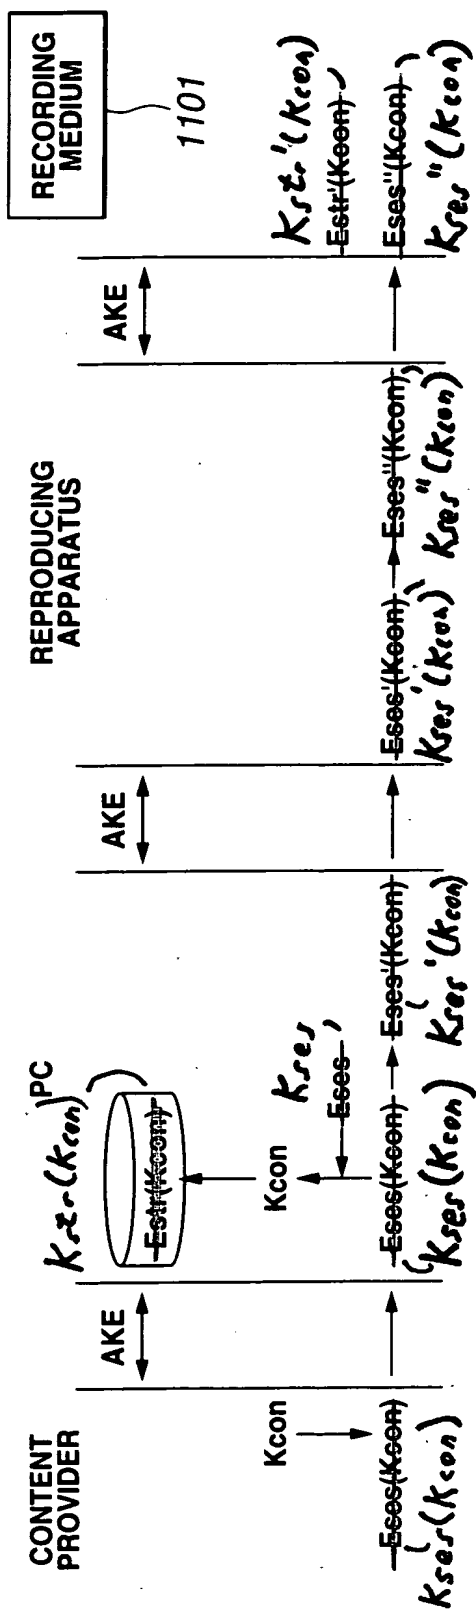 CONTENT
PROVIDER
Kcon
Eses(Kcon)
Kses(Kcon)
AKE
PC
Kstr(Kcon)
Estr(Kcon)
Kcon
Kses
Eses
Eses(Kcon)
Kses(Kcon)
Eses'(Kcon)
Kses'(Kcon)
AKE
REPRODUCING
APPARATUS
Eses'(Kcon)
Kses'(Kcon)
Eses"(Kcon)
Kses"(Kcon)
AKE
RECORDING
MEDIUM
1101
Kstr'(Kcon)
Estr'(Kcon)
Eses"(Kcon)
Kses"(Kcon)